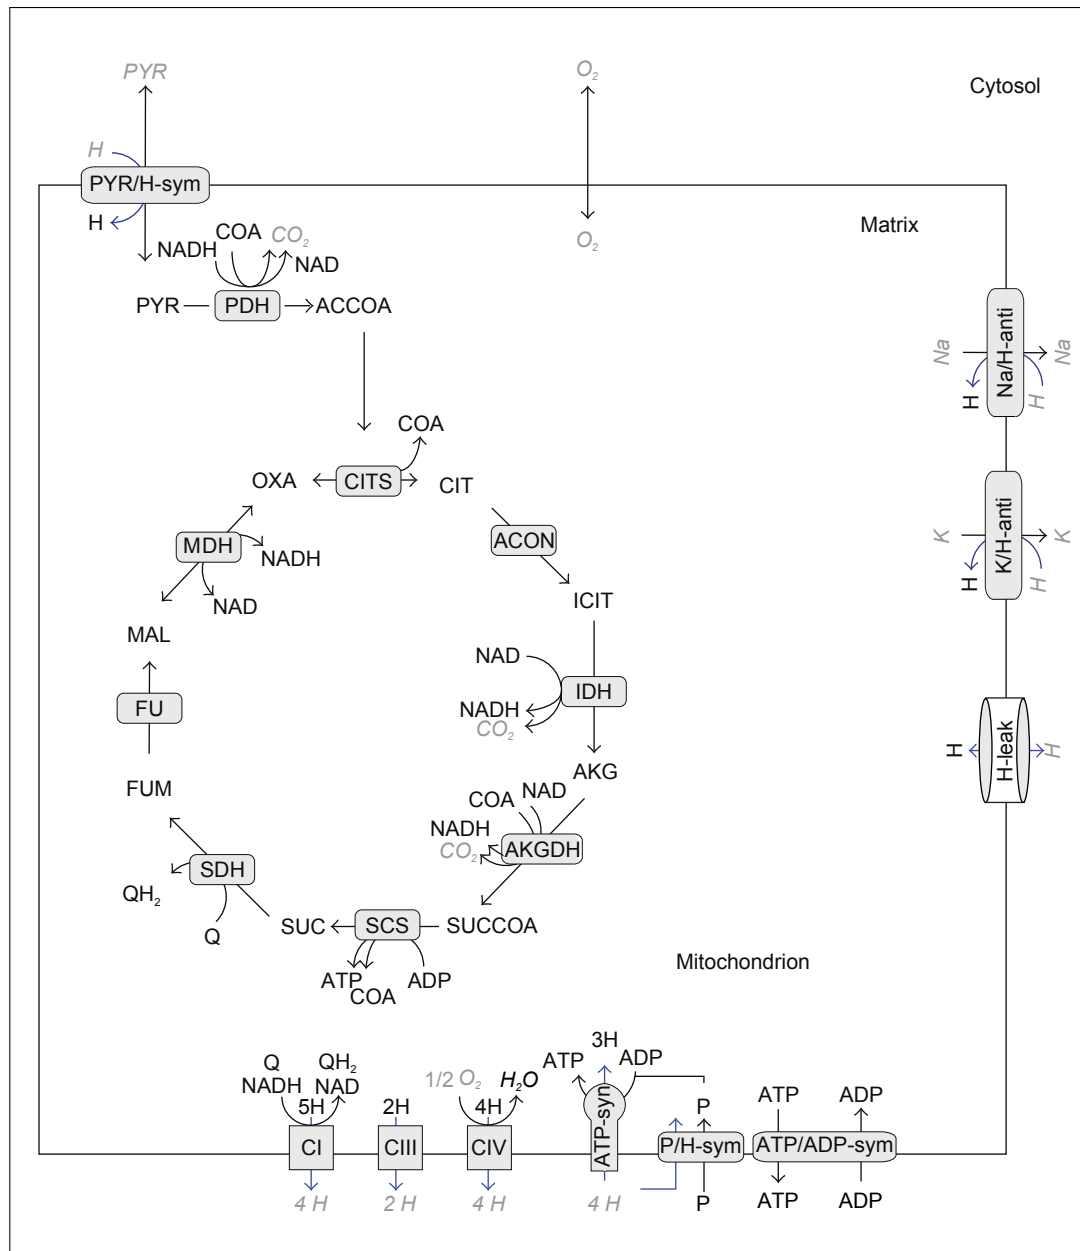 PYR
O2
Cytosol
H
PYR/H-sym
H
Matrix
O2
COA
CO2
NADH
NAD
PYR
PDH
ACCOA
Na
Na/H-anti
Na
H
H
COA
OXA
CITS
CIT
MDH
NADH
ACON
K
K/H-anti
K
H
H
NAD
ICIT
MAL
NAD
IDH
FU
NADH
CO2
H
H-leak
H
AKG
FUM
COA
NAD
NADH
CO2
AKGDH
SDH
QH2
Q
SUC
SCS
SUCCOA
ATP
COA
ADP
Mitochondrion
3H
Q
NADH
QH2
NAD
1/2 O2
H2O
ATP
ADP
5H
2H
4H
P
ATP
ADP
CI
CIII
CIV
ATP-syn
P/H-sym
ATP/ADP-sym
4 H
2 H
4 H
4 H
P
ATP
ADP